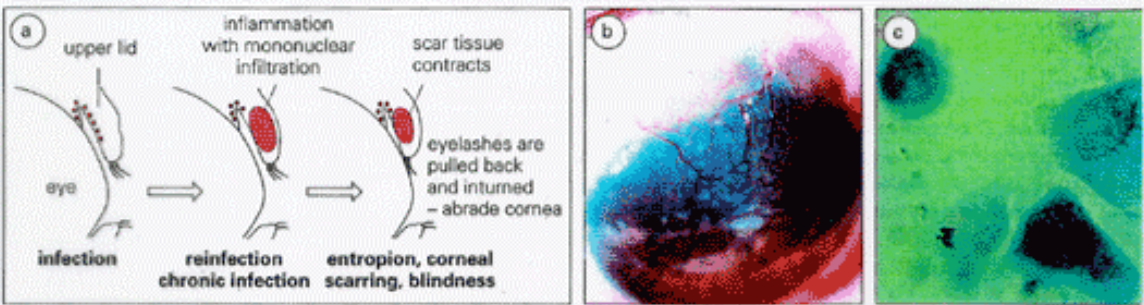 a
upper lid
inflammation
with mononuclear
infiltration
scar tissue
contracts
eye
eyelashes are
pulled back
and inturned
– abrade cornea
infection
reinfection
chronic infection
entropion, corneal
scarring, blindness
b
c